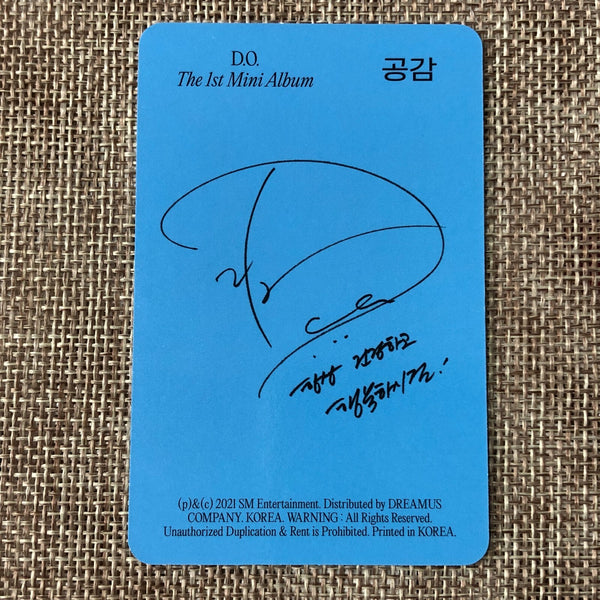 D.O.
The 1st Mini Album
공감
항상 건강하고
행복하시길!
(p)&(c) 2021 SM Entertainment. Distributed by DREAMUS
COMPANY. KOREA. WARNING : All Rights Reserved.
Unauthorized Duplication & Rent is Prohibited. Printed in KOREA.